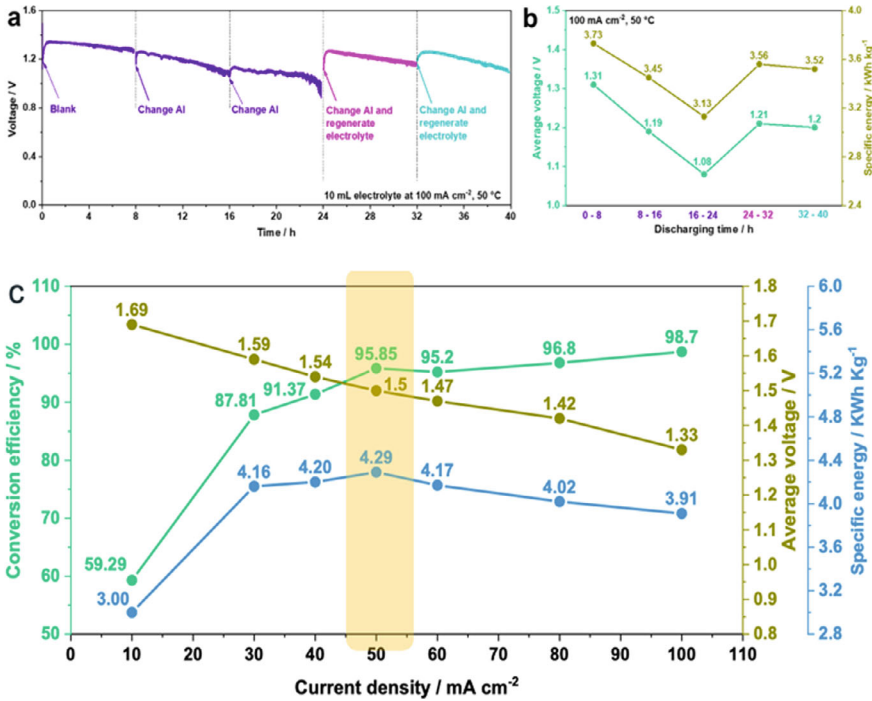 a
1.6
1.2
0.8
0.4
0.0
Voltage / V
Blank
Change Al
Change Al
Change Al and
regenerate
electrolyte
Change Al and
regenerate
electrolyte
10 mL electrolyte at 100 mA cm⁻², 50 °C
0 4 8 12 16 20 24 28 32 36 40
Time / h
b
100 mA cm⁻², 50 °C
1.5
1.4
1.3
1.2
1.1
1.0
Average voltage / V
3.73
3.45
3.13
3.56
3.52
1.31
1.19
1.08
1.21
1.2
4.0
3.6
3.2
2.8
2.4
Specific energy / kWh kg⁻¹
0 - 8 8 - 16 16 - 24 24 - 32 32 - 40
Discharging time / h
C
110
100
90
80
70
60
50
Conversion efficiency / %
1.69
1.59
1.54
1.5
1.47
1.42
1.33
59.29
87.81
91.37
95.85
95.2
96.8
98.7
3.00
4.16
4.20
4.29
4.17
4.02
3.91
1.8
1.7
1.6
1.5
1.4
1.3
1.2
1.1
1.0
0.9
0.8
Average voltage / V
6.0
5.6
5.2
4.8
4.4
4.0
3.6
3.2
2.8
Specific energy / KWh Kg⁻¹
0 10 20 30 40 50 60 70 80 90 100 110
Current density / mA cm⁻²